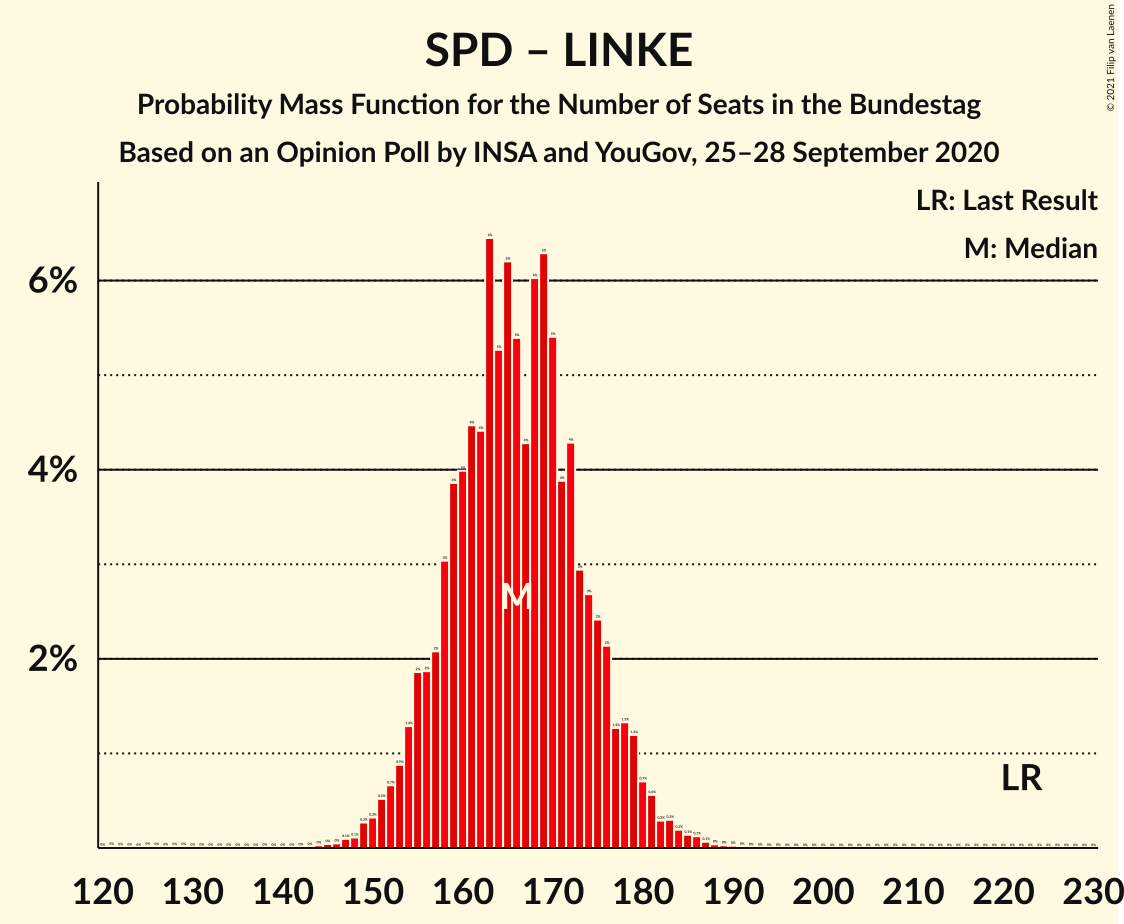 SPD – LINKE
Probability Mass Function for the Number of Seats in the Bundestag
Based on an Opinion Poll by INSA and YouGov, 25–28 September 2020
© 2021 Filip van Laenen
LR: Last Result
M: Median
6%
4%
2%
M
LR
120 130 140 150 160 170 180 190 200 210 220 230